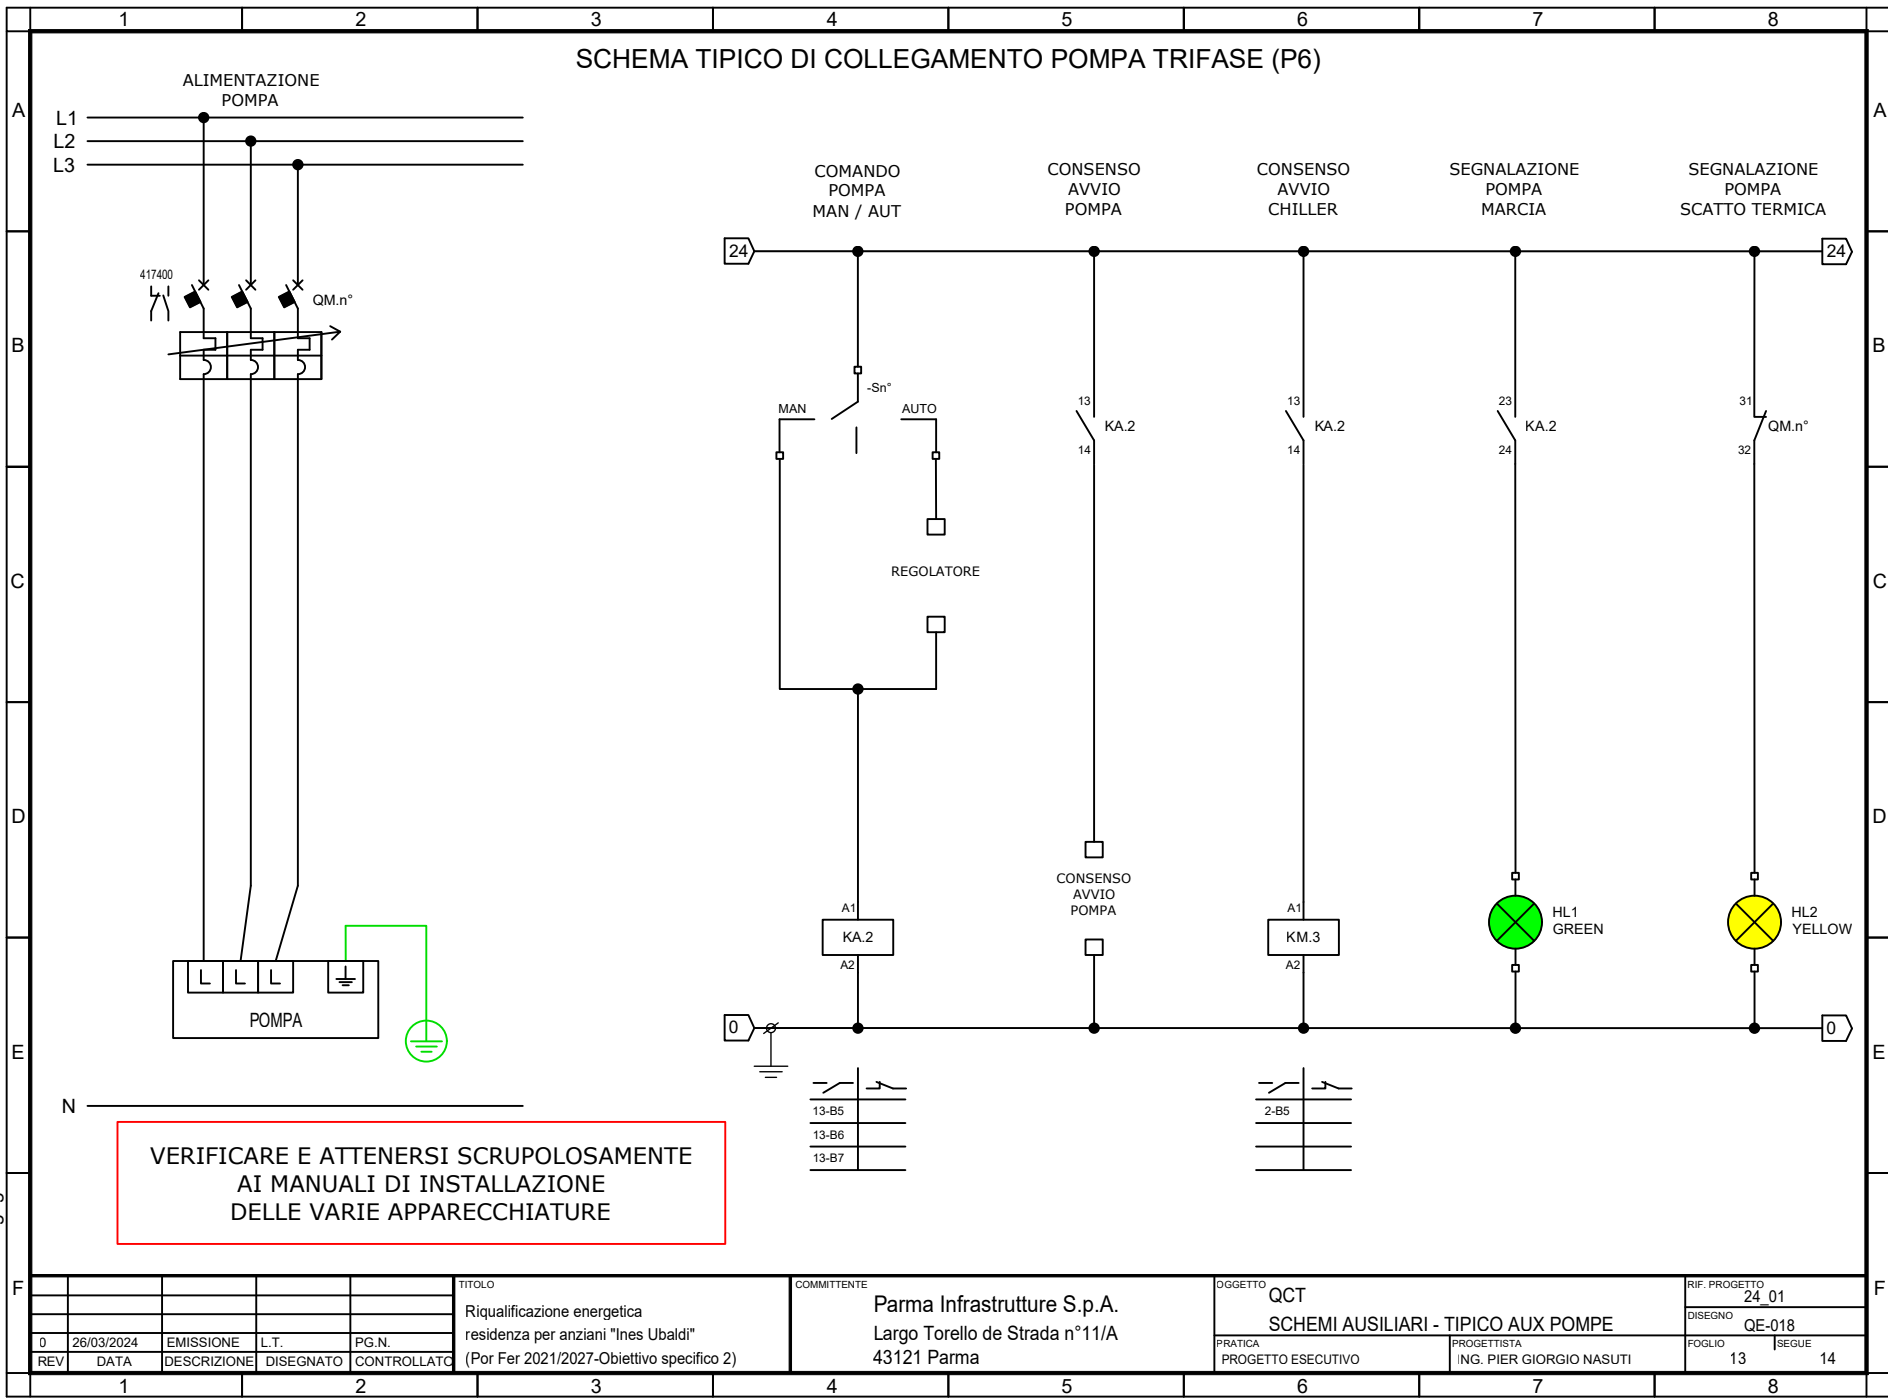 1 2 3 4 5 6 7 8
SCHEMA TIPICO DI COLLEGAMENTO POMPA TRIFASE (P6)
ALIMENTAZIONE
POMPA
A
A
L1
L2
L3
COMANDO
POMPA
MAN / AUT
CONSENSO
AVVIO
POMPA
CONSENSO
AVVIO
CHILLER
SEGNALAZIONE
POMPA
MARCIA
SEGNALAZIONE
POMPA
SCATTO TERMICA
24
24
417400
QM.n°
B
B
-Sn°
MAN
AUTO
13
KA.2
14
13
KA.2
14
23
KA.2
24
31
QM.n°
32
REGOLATORE
C
C
D
D
CONSENSO
AVVIO
POMPA
A1
KA.2
A2
A1
KM.3
A2
HL1
GREEN
HL2
YELLOW
L L L
POMPA
0
0
E
E
N
13-B5
13-B6
13-B7
2-B5
VERIFICARE E ATTENERSI SCRUPOLOSAMENTE
AI MANUALI DI INSTALLAZIONE
DELLE VARIE APPARECCHIATURE
F
F
0 26/03/2024 EMISSIONE L.T. PG.N.
REV DATA DESCRIZIONE DISEGNATO CONTROLLATO
TITOLO
Riqualificazione energetica
residenza per anziani "Ines Ubaldi"
(Por Fer 2021/2027-Obiettivo specifico 2)
COMMITTENTE
Parma Infrastrutture S.p.A.
Largo Torello de Strada n°11/A
43121 Parma
OGGETTO
QCT
SCHEMI AUSILIARI - TIPICO AUX POMPE
PRATICA
PROGETTO ESECUTIVO
PROGETTISTA
ING. PIER GIORGIO NASUTI
RIF. PROGETTO
24_01
DISEGNO
QE-018
FOGLIO
13
SEGUE
14
1 2 3 4 5 6 7 8